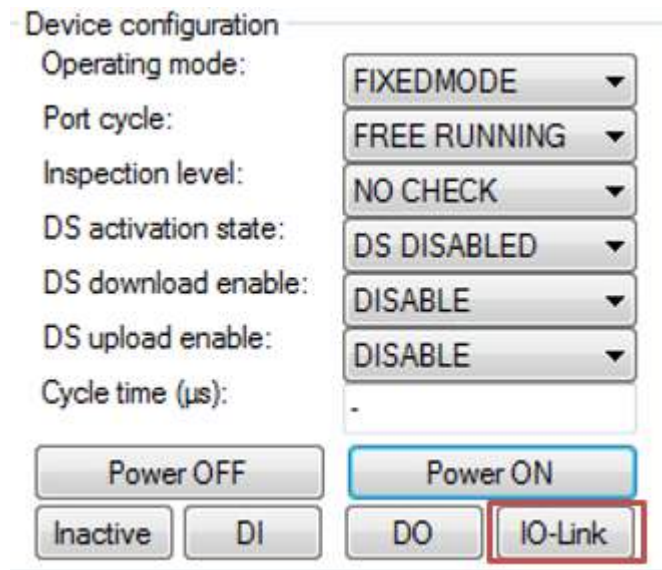 Device configuration
Operating mode: FIXEDMODE
Port cycle: FREE RUNNING
Inspection level: NO CHECK
DS activation state: DS DISABLED
DS download enable: DISABLE
DS upload enable: DISABLE
Cycle time (µs): -
Power OFF Power ON
Inactive DI DO IO-Link